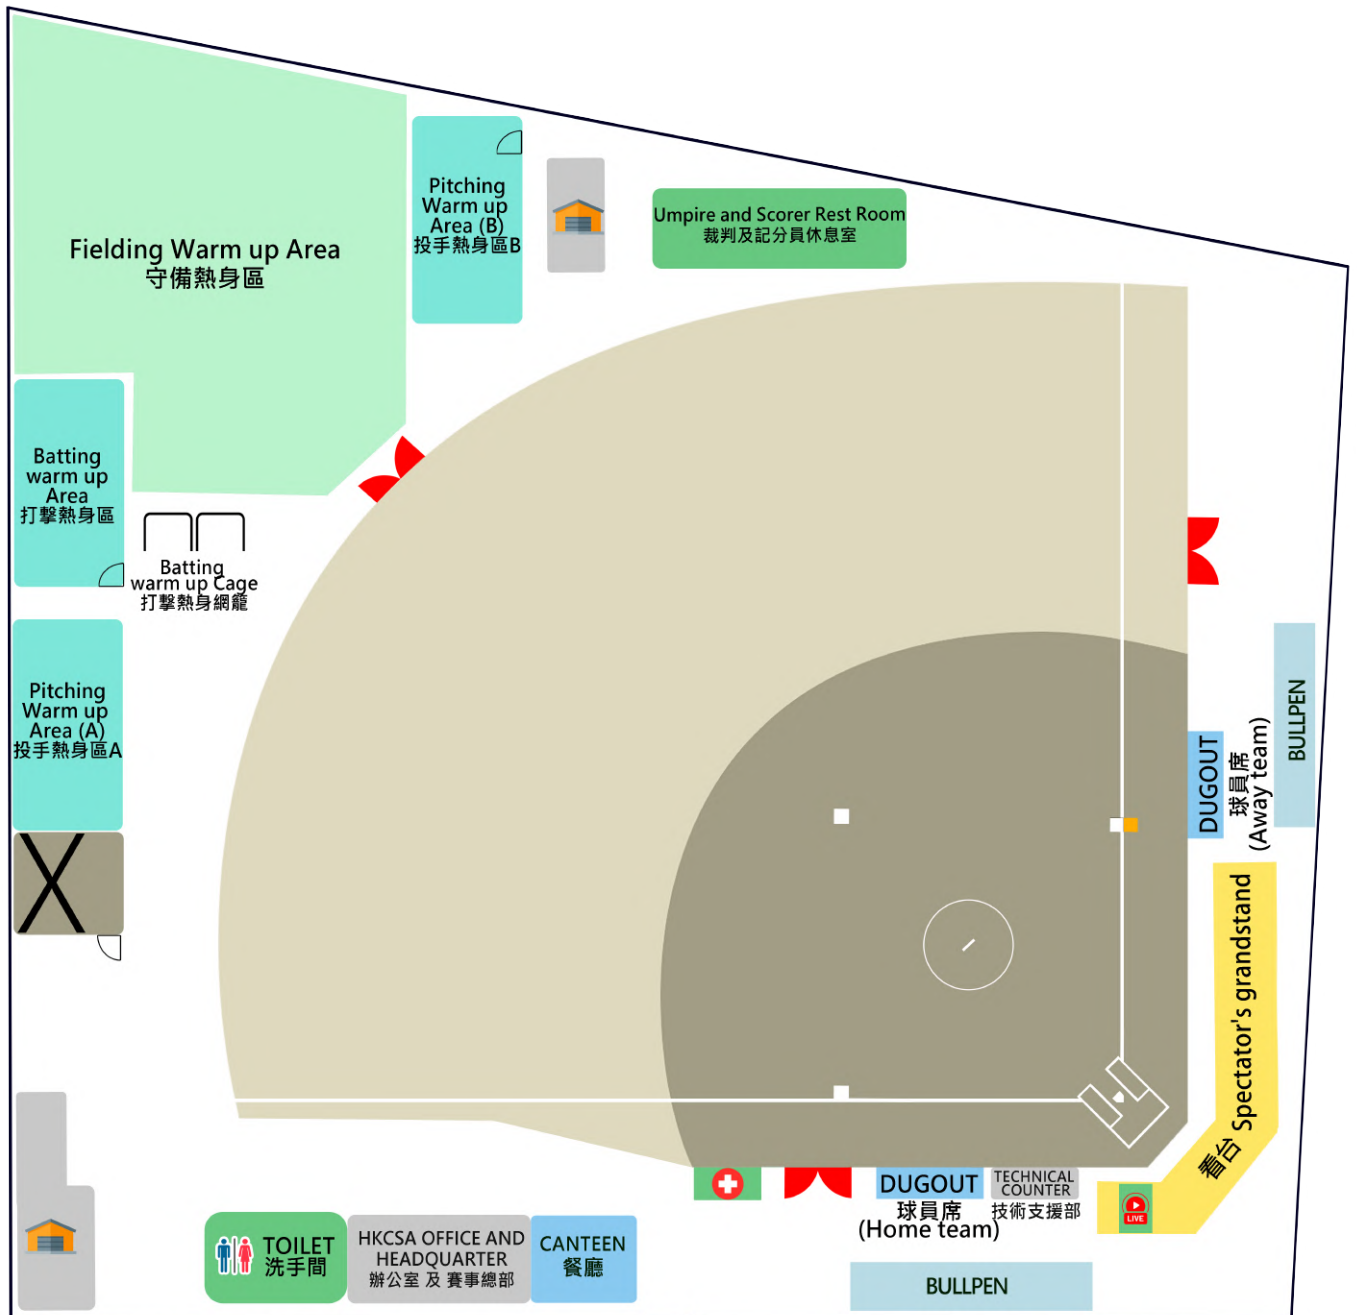 Pitching
Warm up
Area (B)
投手熱身區B
Umpire and Scorer Rest Room
裁判及記分員休息室
Fielding Warm up Area
守備熱身區
Batting
warm up
Area
打擊熱身區
Batting
warm up Cage
打擊熱身網籠
Pitching
Warm up
Area (A)
投手熱身區A
BULLPEN
DUGOUT
球員席
(Away team)
Spectator's grandstand
看台
LIVE
DUGOUT
球員席
(Home team)
TECHNICAL
COUNTER
技術支援部
TOILET
洗手間
HKCSA OFFICE AND
HEADQUARTER
辦公室 及 賽事總部
CANTEEN
餐廳
BULLPEN